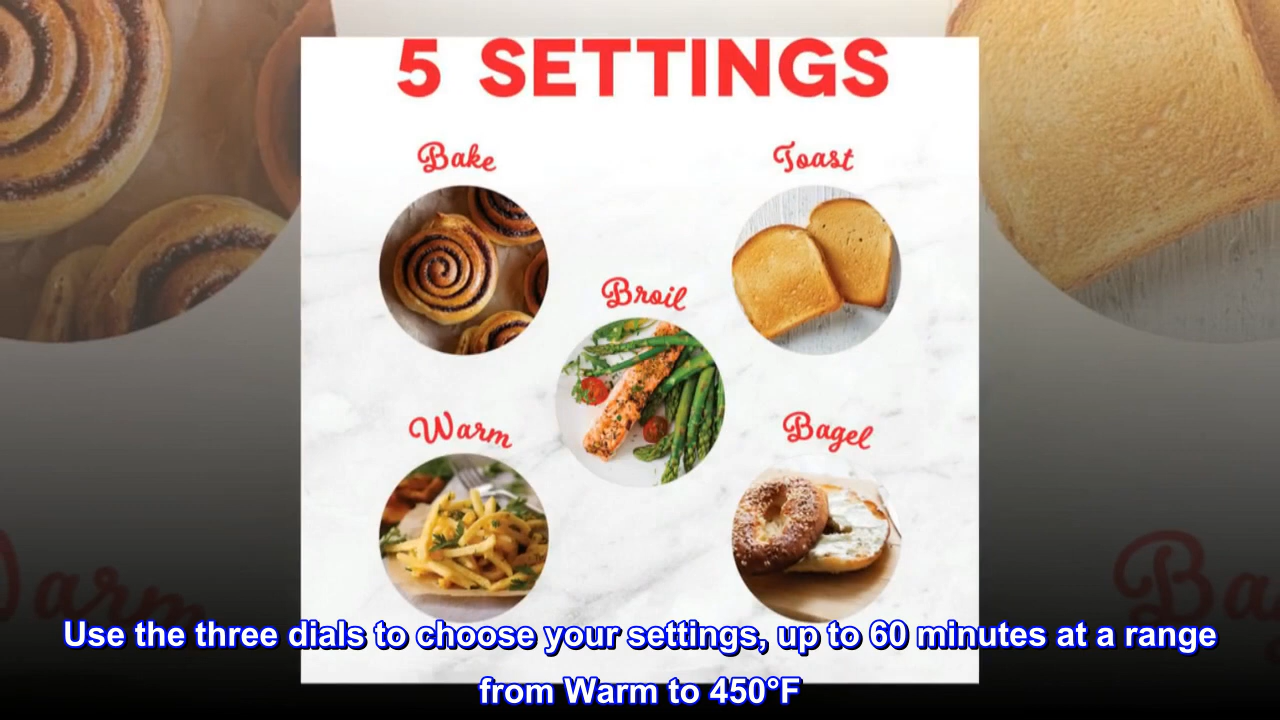 5 SETTINGS
Bake
Toast
Broil
Warm
Bagel
Use the three dials to choose your settings, up to 60 minutes at a range
from Warm to 450°F